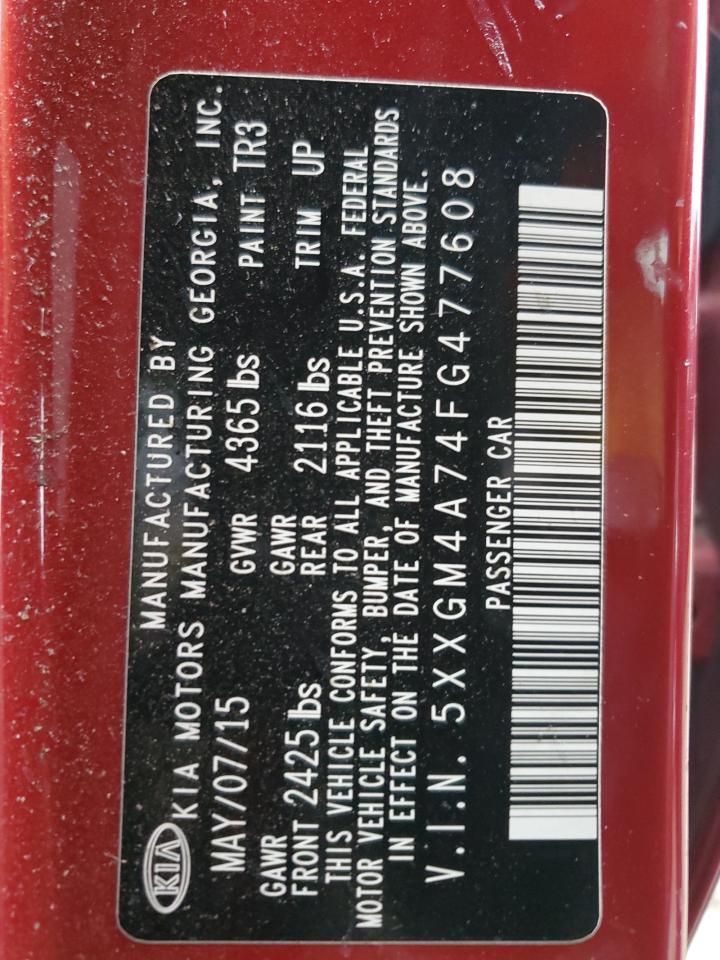 KIA
MANUFACTURED BY
KIA MOTORS MANUFACTURING GEORGIA, INC.
MAY/07/15 GVWR 4365 lbs PAINT TR3
GAWR GAWR
FRONT 2425 lbs REAR 2116 lbs TRIM UP
THIS VEHICLE CONFORMS TO ALL APPLICABLE U.S.A. FEDERAL
MOTOR VEHICLE SAFETY, BUMPER, AND THEFT PREVENTION STANDARDS
IN EFFECT ON THE DATE OF MANUFACTURE SHOWN ABOVE.
V.I.N. 5XXGM4A74FG477608
PASSENGER CAR